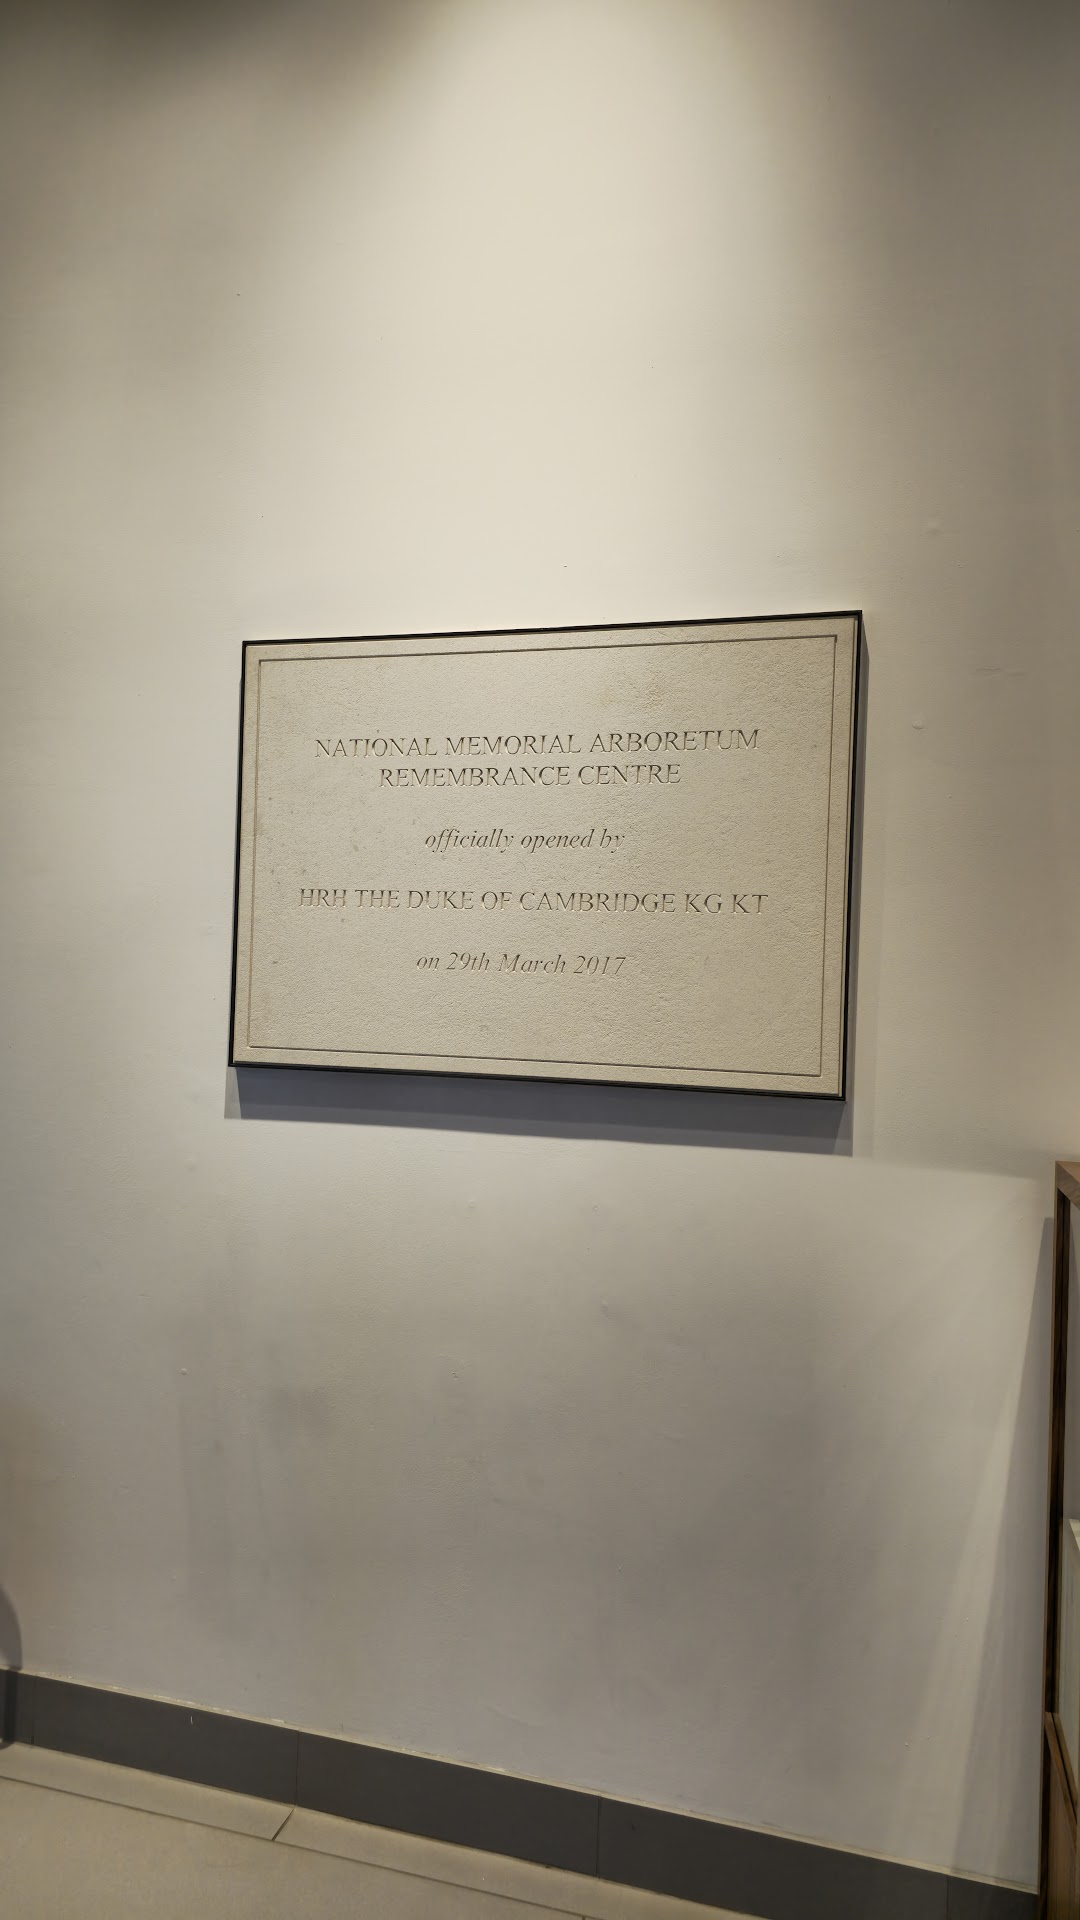 NATIONAL MEMORIAL ARBORETUM
REMEMBRANCE CENTRE
officially opened by
HRH THE DUKE OF CAMBRIDGE KG KT
on 29th March 2017